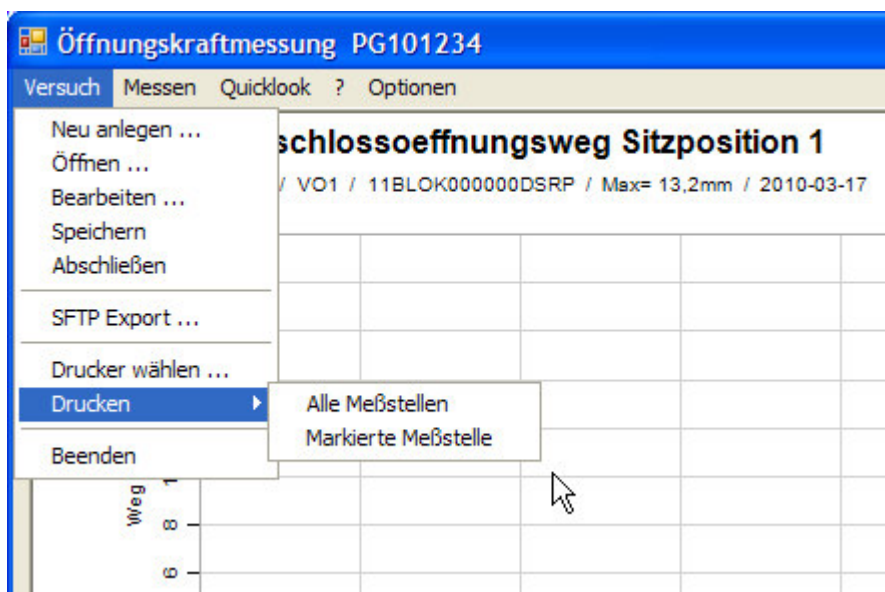 Öffnungskraftmessung PG101234
Versuch Messen Quicklook ? Optionen
Neu anlegen ...
Öffnen ...
Bearbeiten ...
Speichern
Abschließen
SFTP Export ...
Drucker wählen ...
Drucken
Beenden
Alle Meßstellen
Markierte Meßstelle
schlossoeffnungsweg Sitzposition 1
/ VO1 / 11BLOK000000DSRP / Max= 13,2mm / 2010-03-17
Weg
8
6